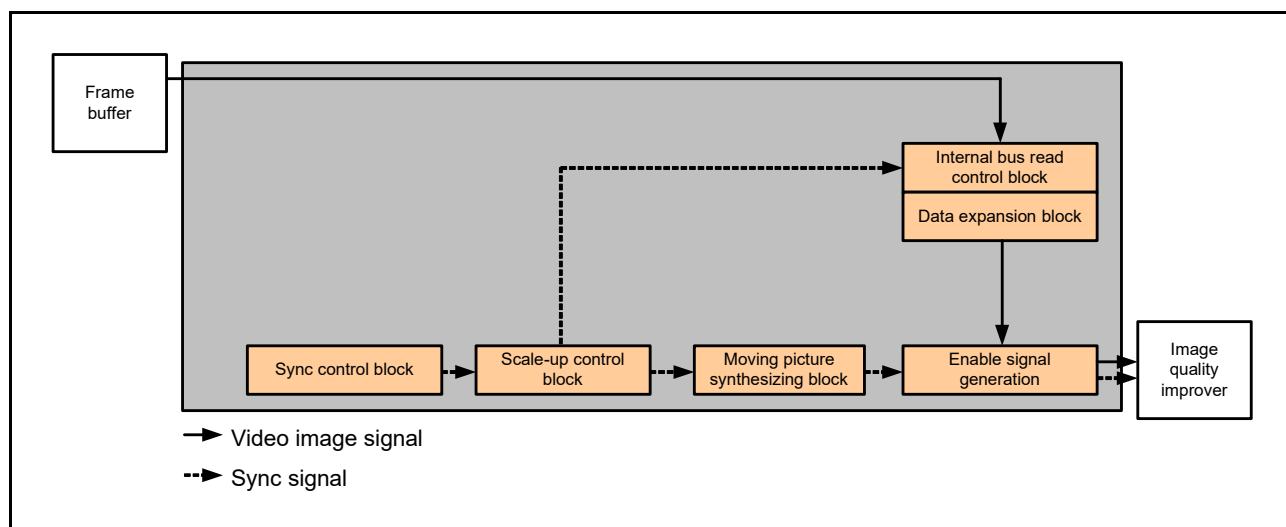 Frame
buffer
Internal bus read
control block
Data expansion block
Sync control block
Scale-up control
block
Moving picture
synthesizing block
Enable signal
generation
Image
quality
improver
Video image signal
Sync signal